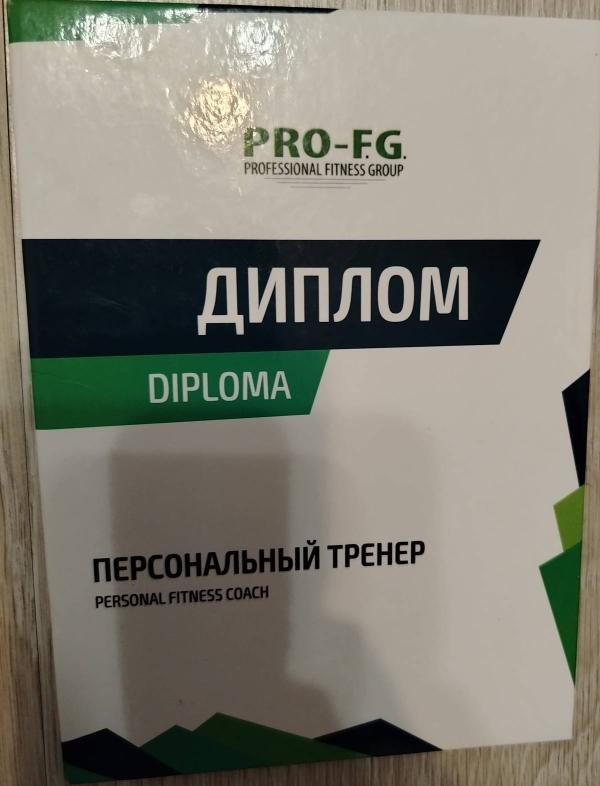 PRO-F.G.
PROFESSIONAL FITNESS GROUP
ДИПЛОМ
DIPLOMA
ПЕРСОНАЛЬНЫЙ ТРЕНЕР
PERSONAL FITNESS COACH